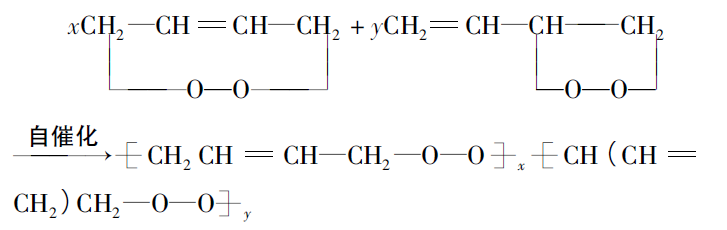 xCH₂—CH═CH—CH₂ + yCH₂═CH—CH—CH₂
O—O O—O
自催化
[CH₂CH═CH—CH₂—O—O]ₓ[CH(CH═
CH₂)CH₂—O—O]ᵧ